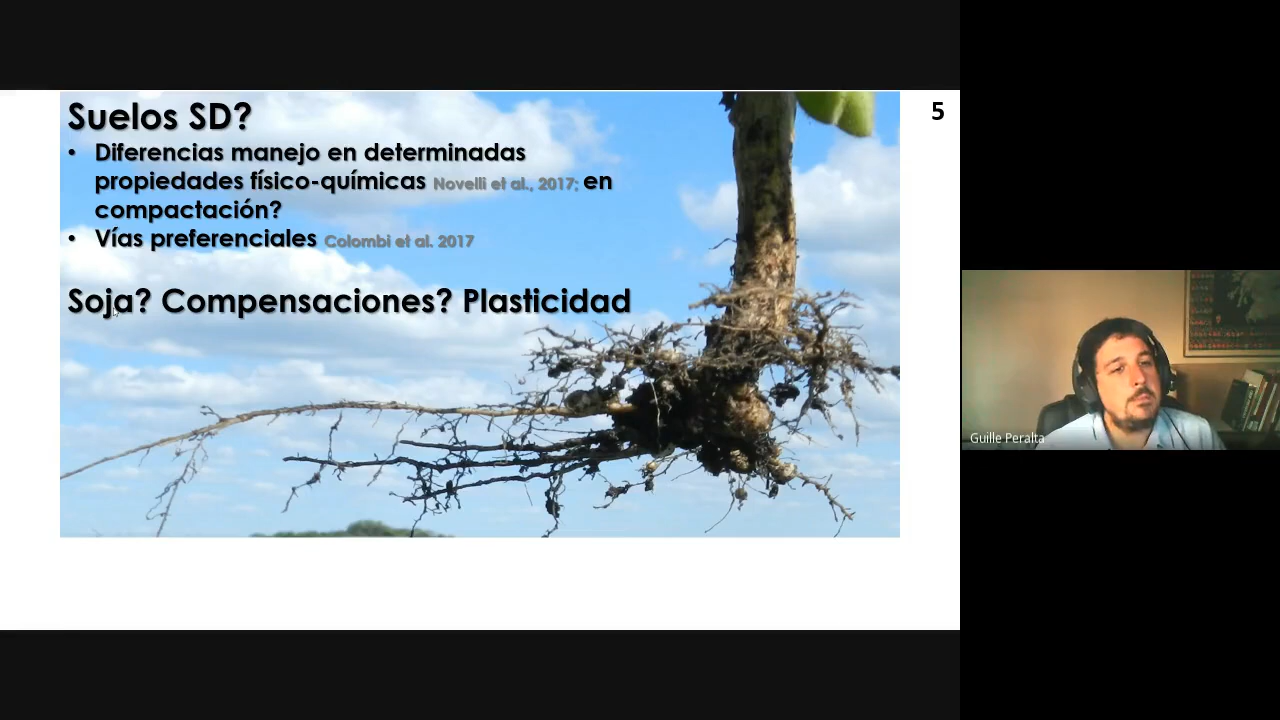 Suelos SD?
• Diferencias manejo en determinadas
propiedades físico-químicas Novelli et al., 2017; en
compactación?
• Vías preferenciales Colombi et al. 2017
Soja? Compensaciones? Plasticidad
5
Guille Peralta